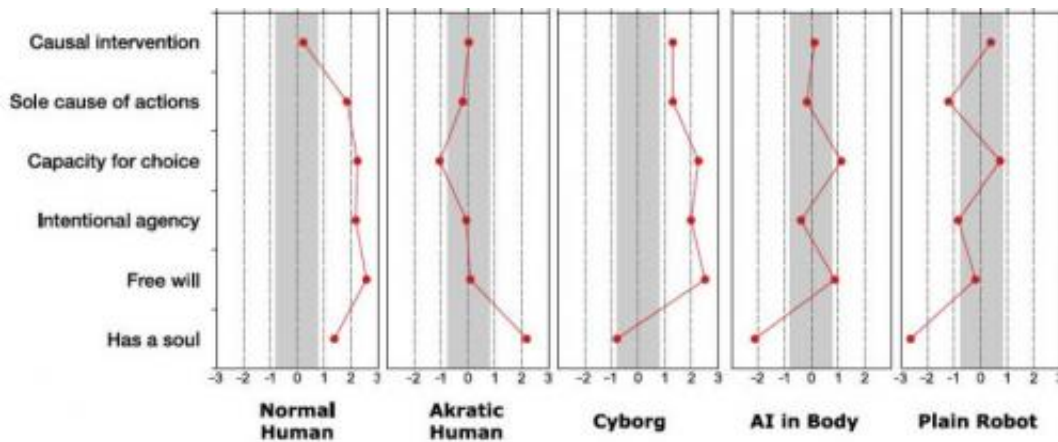 Causal intervention
Sole cause of actions
Capacity for choice
Intentional agency
Free will
Has a soul
-3 -2 -1 0 1 2 3 -2 -1 0 1 2 3 -2 -1 0 1 2 3 -2 -1 0 1 2 3 -2 -1 0 1 2 3
Normal Akratic Cyborg AI in Body Plain Robot
Human Human